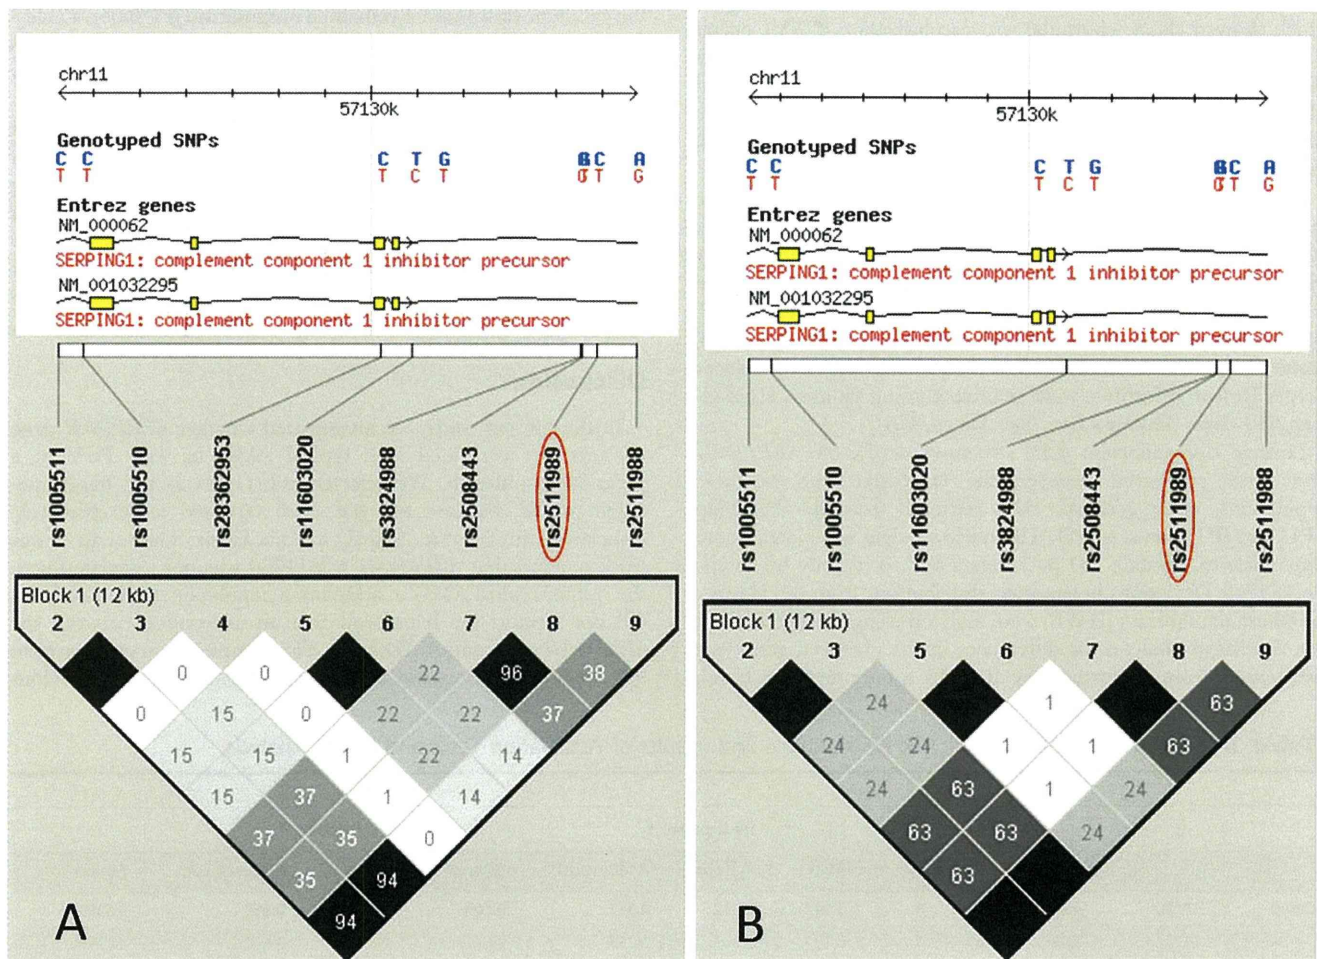 chr11
57130k
Genotyped SNPs
C C C T G C A
T T T C T T G
Entrez genes
NM_000062
SERPING1: complement component 1 inhibitor precursor
NM_001032295
SERPING1: complement component 1 inhibitor precursor
rs1005511
rs1005510
rs28362953
rs11603020
rs3824988
rs2508443
rs2511989
rs2511988
Block 1 (12 kb)
2 3 4 5 6 7 8 9
0 0 22 96 38
0 15 0 22 22 37
15 15 1 22 14
15 37 1 14
37 35 0
35 94
94
A
chr11
57130k
Genotyped SNPs
C C C T G C A
T T T C T T G
Entrez genes
NM_000062
SERPING1: complement component 1 inhibitor precursor
NM_001032295
SERPING1: complement component 1 inhibitor precursor
rs1005511
rs1005510
rs11603020
rs3824988
rs2508443
rs2511989
rs2511988
Block 1 (12 kb)
2 3 5 6 7 8 9
24 1 63
24 24 1 1 63
24 63 1 24
63 63 24
63
B